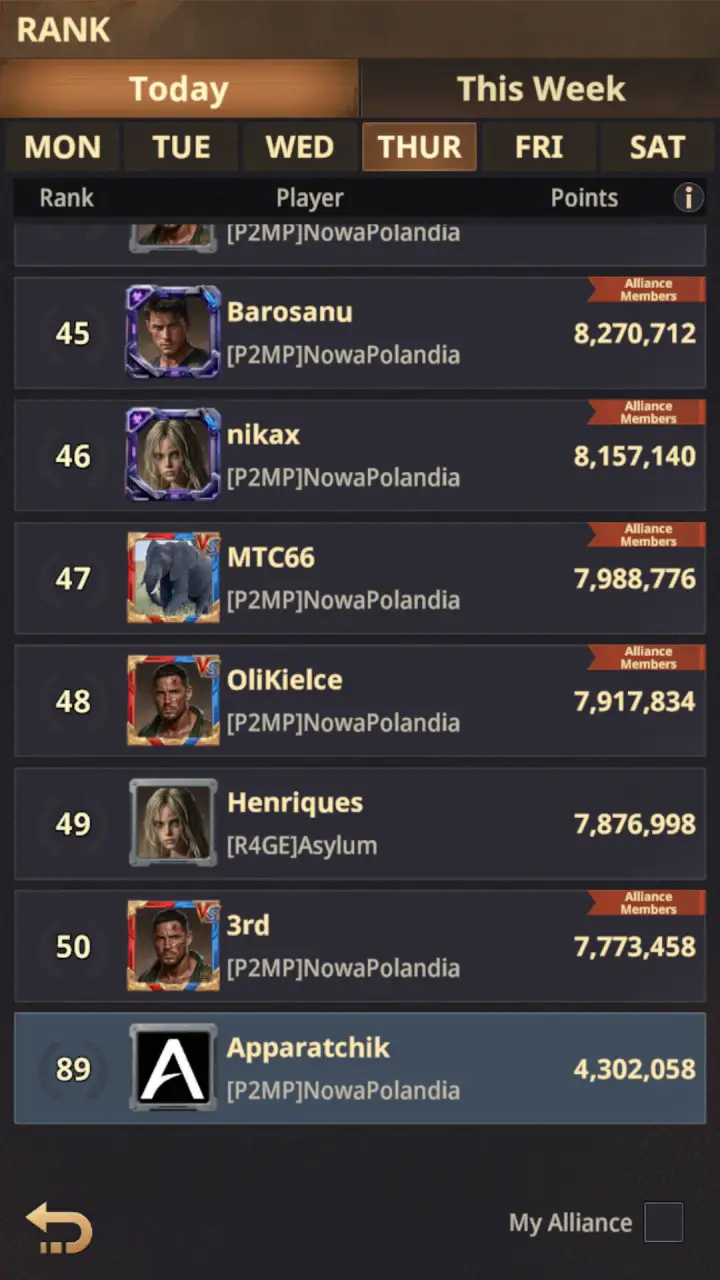 RANK
Today
This Week
MON
TUE
WED
THUR
FRI
SAT
Rank
Player
Points
i
[P2MP]NowaPolandia
Alliance
Members
45
Barosanu
8,270,712
[P2MP]NowaPolandia
Alliance
Members
46
nikax
8,157,140
[P2MP]NowaPolandia
Alliance
Members
47
VS
MTC66
7,988,776
[P2MP]NowaPolandia
Alliance
Members
48
VS
OliKielce
7,917,834
[P2MP]NowaPolandia
49
Henriques
7,876,998
[R4GE]Asylum
Alliance
Members
50
VS
3rd
7,773,458
[P2MP]NowaPolandia
89
A
Apparatchik
4,302,058
[P2MP]NowaPolandia
My Alliance